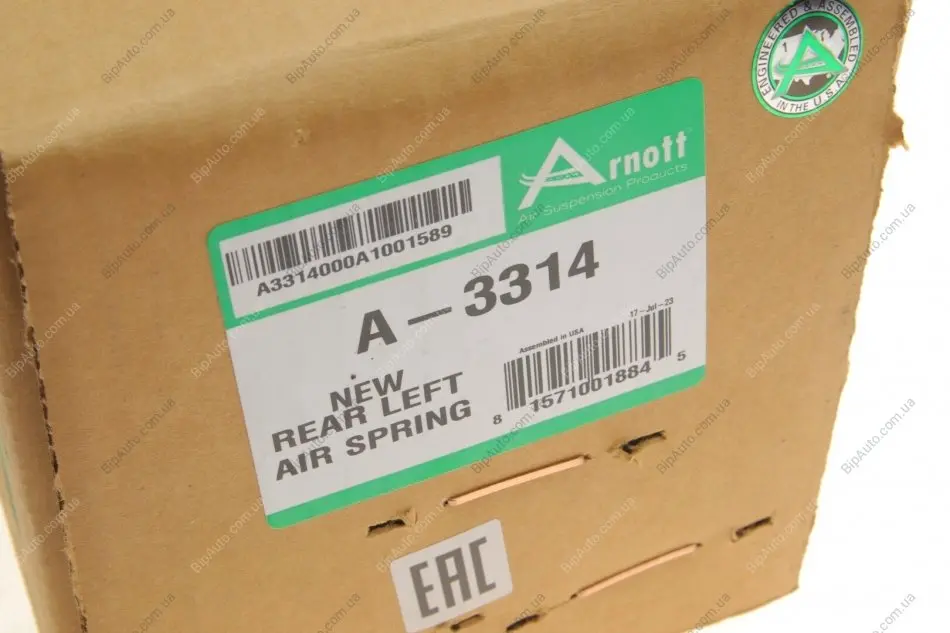 ENGINEERED & ASSEMBLED
IN THE U.S.A.
Arnott
Air Suspension Products
A3314000A1001589
A-3314
17-Jul-23
Assembled in USA
NEW
REAR LEFT
AIR SPRING
8 1571001884 5
EAC
BipAuto.com.ua